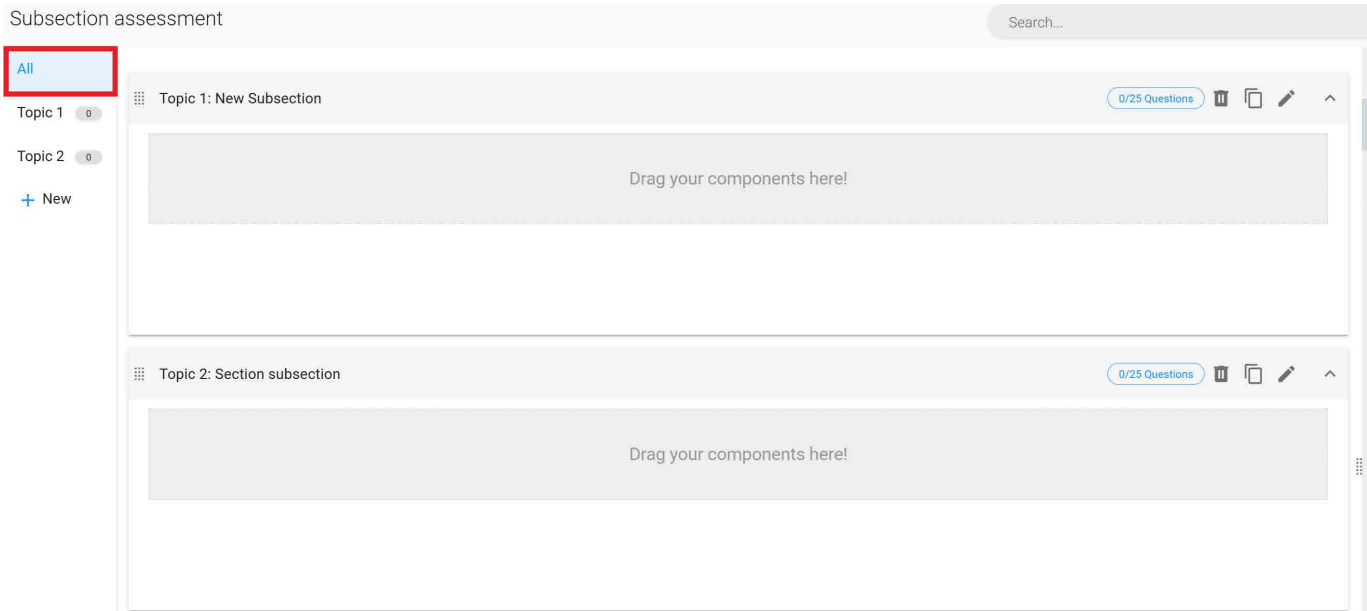 Subsection assessment
Search...
All
Topic 1 0
Topic 2 0
+ New
Topic 1: New Subsection 0/25 Questions
Drag your components here!
Topic 2: Section subsection 0/25 Questions
Drag your components here!